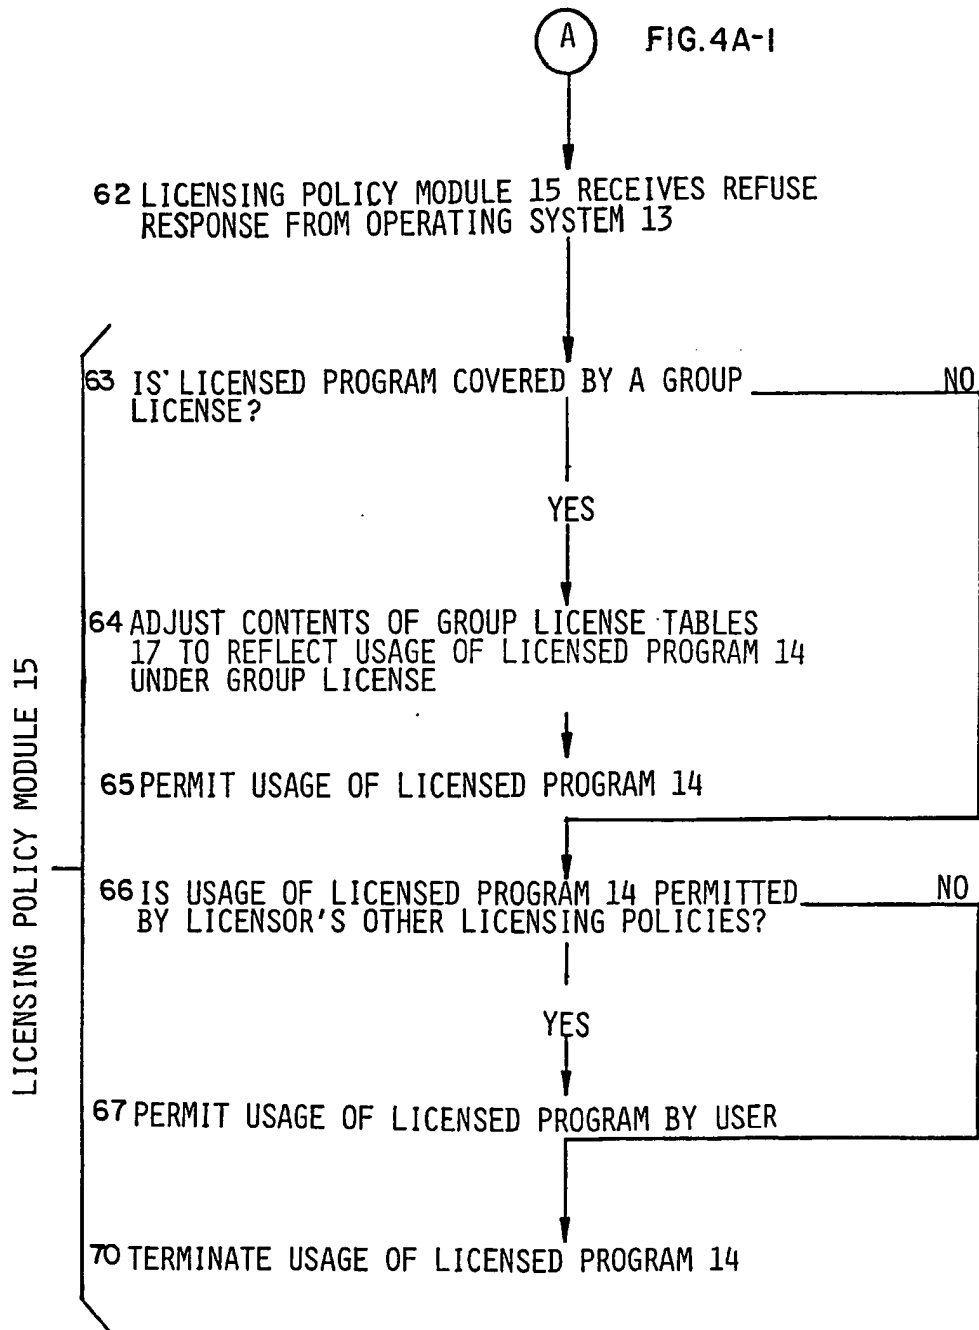 A
FIG.4A-1
62 LICENSING POLICY MODULE 15 RECEIVES REFUSE
RESPONSE FROM OPERATING SYSTEM 13
63 IS LICENSED PROGRAM COVERED BY A GROUP
LICENSE?
NO
YES
64 ADJUST CONTENTS OF GROUP LICENSE TABLES
17 TO REFLECT USAGE OF LICENSED PROGRAM 14
UNDER GROUP LICENSE
65 PERMIT USAGE OF LICENSED PROGRAM 14
66 IS USAGE OF LICENSED PROGRAM 14 PERMITTED
BY LICENSOR'S OTHER LICENSING POLICIES?
NO
YES
67 PERMIT USAGE OF LICENSED PROGRAM BY USER
70 TERMINATE USAGE OF LICENSED PROGRAM 14
LICENSING POLICY MODULE 15